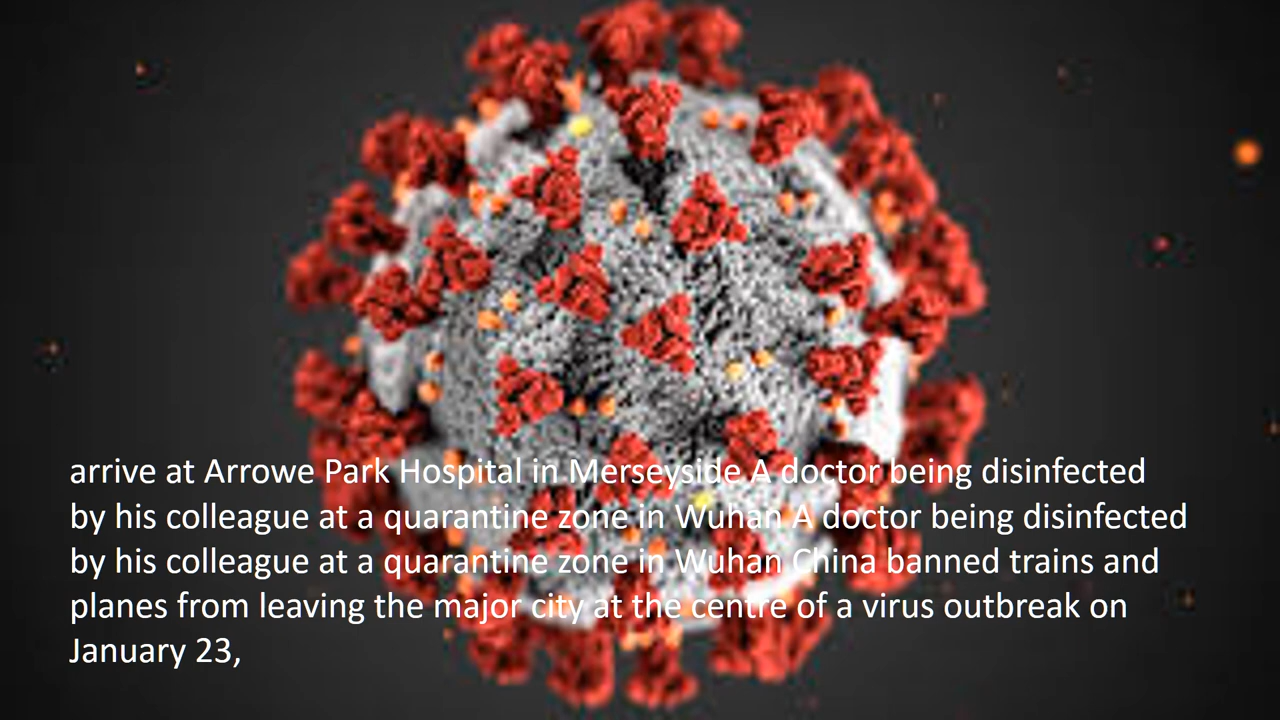 arrive at Arrowe Park Hospital in Merseyside A doctor being disinfected
by his colleague at a quarantine zone in Wuhan A doctor being disinfected
by his colleague at a quarantine zone in Wuhan China banned trains and
planes from leaving the major city at the centre of a virus outbreak on
January 23,